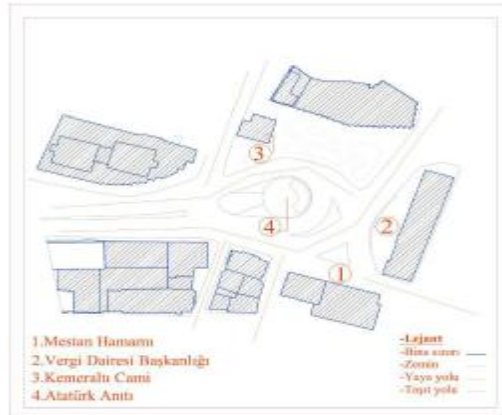 3
4
2
1
1.Mestan Hamamı
2.Vergi Dairesi Başkanlığı
3.Kemeraltı Cami
4.Atatürk Anıtı
-Lejant
-Bina sınırı
-Zemin
-Yaya yolu
-Taşıt yolu